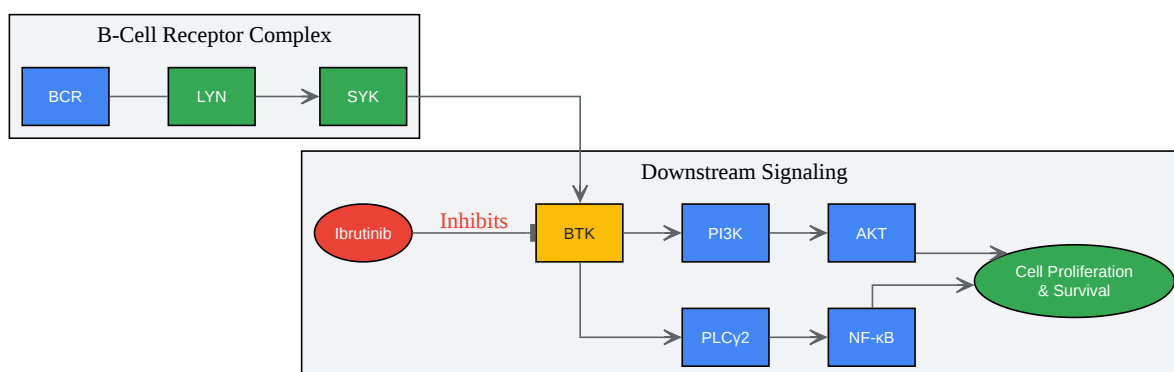 B-Cell Receptor Complex
BCR
LYN
SYK
Downstream Signaling
Ibrutinib
Inhibits
BTK
PI3K
AKT
Cell Proliferation
& Survival
PLCγ2
NF-κB